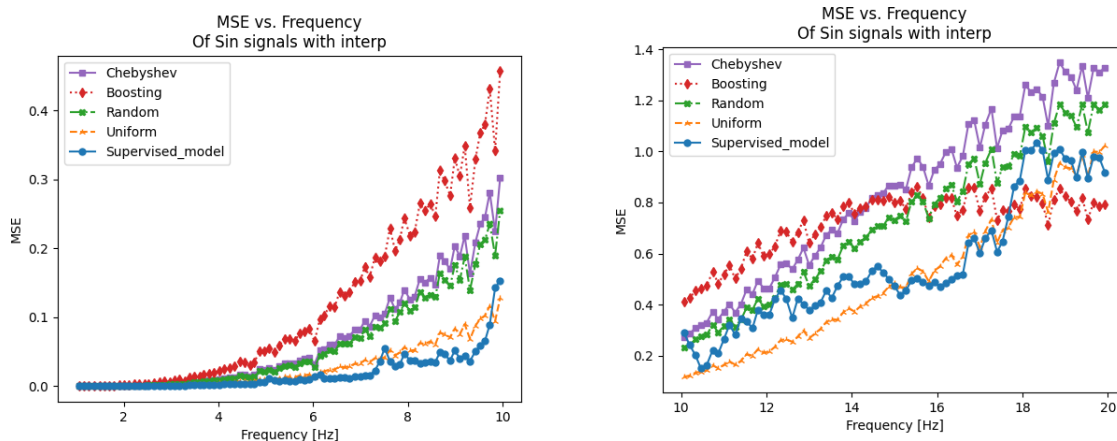 MSE vs. Frequency
Of Sin signals with interp
Chebyshev
Boosting
Random
Uniform
Supervised_model
MSE
0.4
0.3
0.2
0.1
0.0
2
4
6
8
10
Frequency [Hz]
MSE vs. Frequency
Of Sin signals with interp
Chebyshev
Boosting
Random
Uniform
Supervised_model
MSE
1.4
1.2
1.0
0.8
0.6
0.4
0.2
10
12
14
16
18
20
Frequency [Hz]